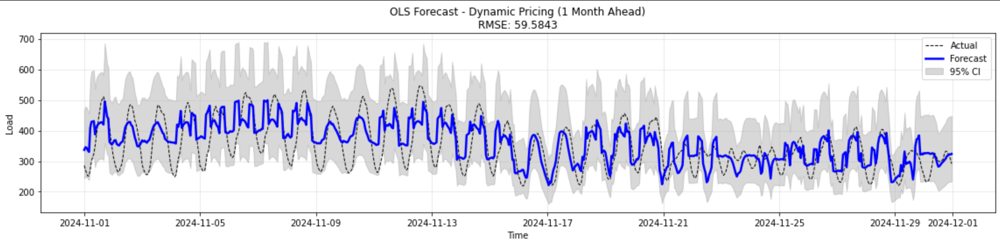 OLS Forecast - Dynamic Pricing (1 Month Ahead)
RMSE: 59.5843
700
600
500
400
300
200
Load
Actual
Forecast
95% CI
2024-11-01
2024-11-05
2024-11-09
2024-11-13
2024-11-17
2024-11-21
2024-11-25
2024-11-29
2024-12-01
Time